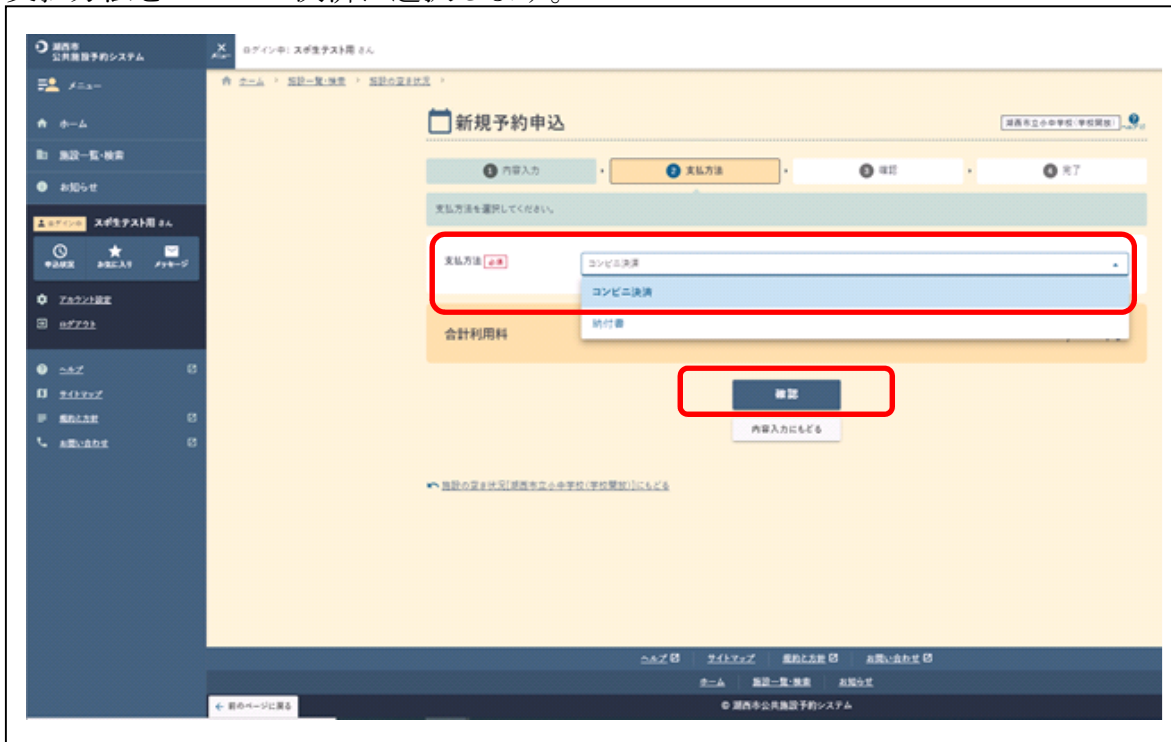 湖西市
公共施設予約システム
メニュー
ログイン中: スポ生テスト用 さん
メニュー
ホーム > 施設一覧・検索 > 施設の空き状況 >
ホーム
施設一覧・検索
お知らせ
新規予約申込
湖西市立小中学校(学校開放)
ヘルプ
1 内容入力
2 支払方法
3 確認
4 完了
支払方法を選択してください。
ログイン中 スポ生テスト用 さん
申込状況 お気に入り メッセージ
アカウント設定
ログアウト
支払方法 必須
コンビニ決済
コンビニ決済
納付書
合計利用料
ヘルプ
サイトマップ
規約と方針
お問い合わせ
確認
内容入力にもどる
施設の空き状況[湖西市立小中学校(学校開放)]にもどる
ヘルプ サイトマップ 規約と方針 お問い合わせ
ホーム 施設一覧・検索 お知らせ
← 前のページに戻る
© 湖西市公共施設予約システム